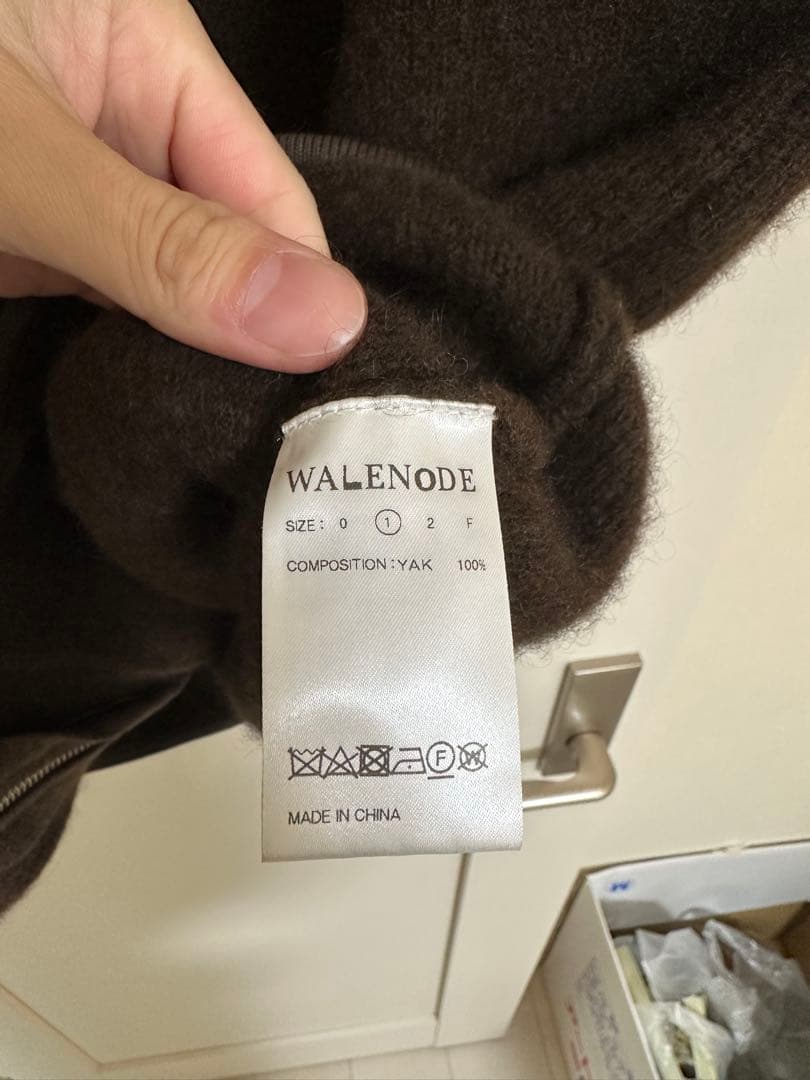 WALENODE
SIZE: 0 1 2 F
COMPOSITION:YAK 100%
F W
MADE IN CHINA